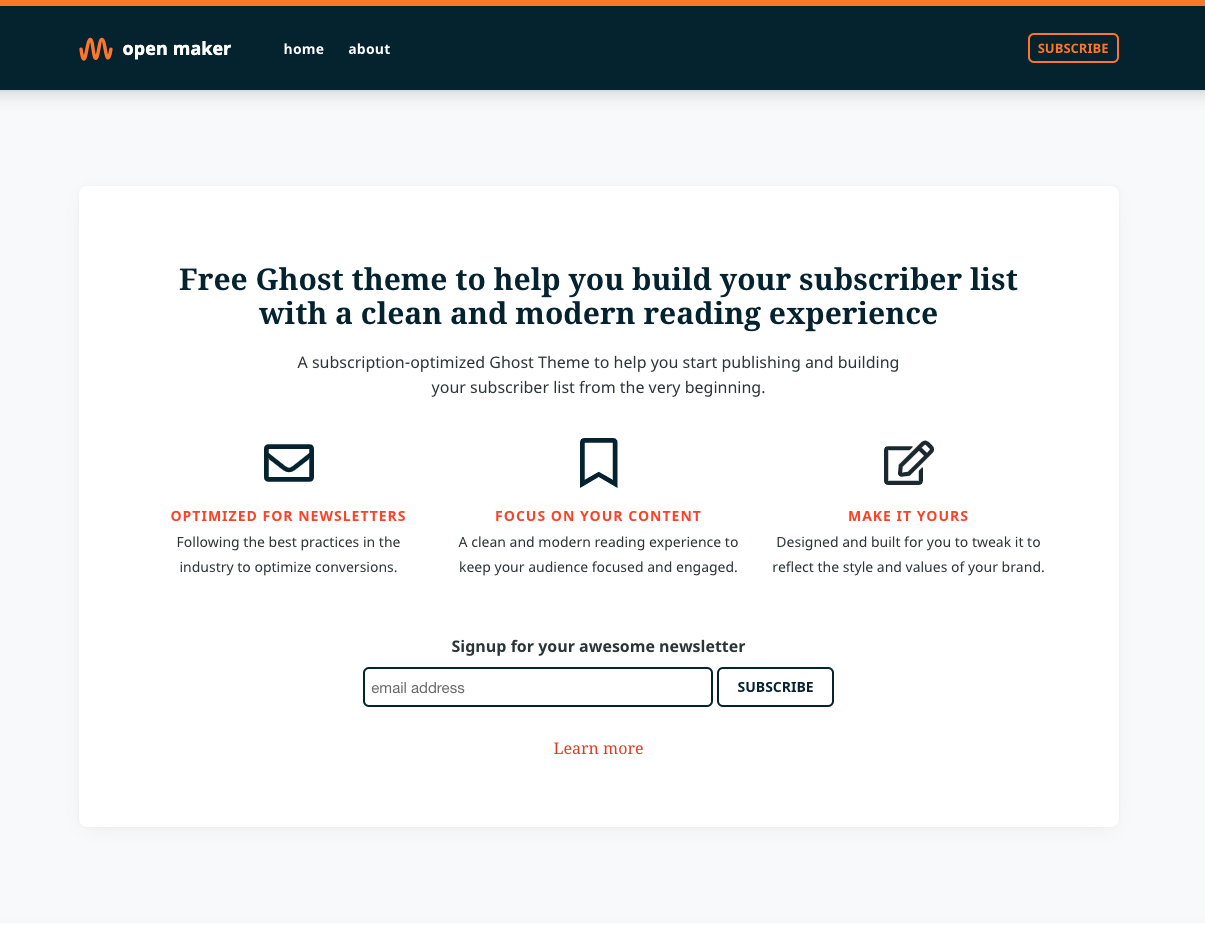 open maker home about SUBSCRIBE
Free Ghost theme to help you build your subscriber list
with a clean and modern reading experience
A subscription-optimized Ghost Theme to help you start publishing and building
your subscriber list from the very beginning.
OPTIMIZED FOR NEWSLETTERS
Following the best practices in the
industry to optimize conversions.
FOCUS ON YOUR CONTENT
A clean and modern reading experience to
keep your audience focused and engaged.
MAKE IT YOURS
Designed and built for you to tweak it to
reflect the style and values of your brand.
Signup for your awesome newsletter
email address SUBSCRIBE
Learn more